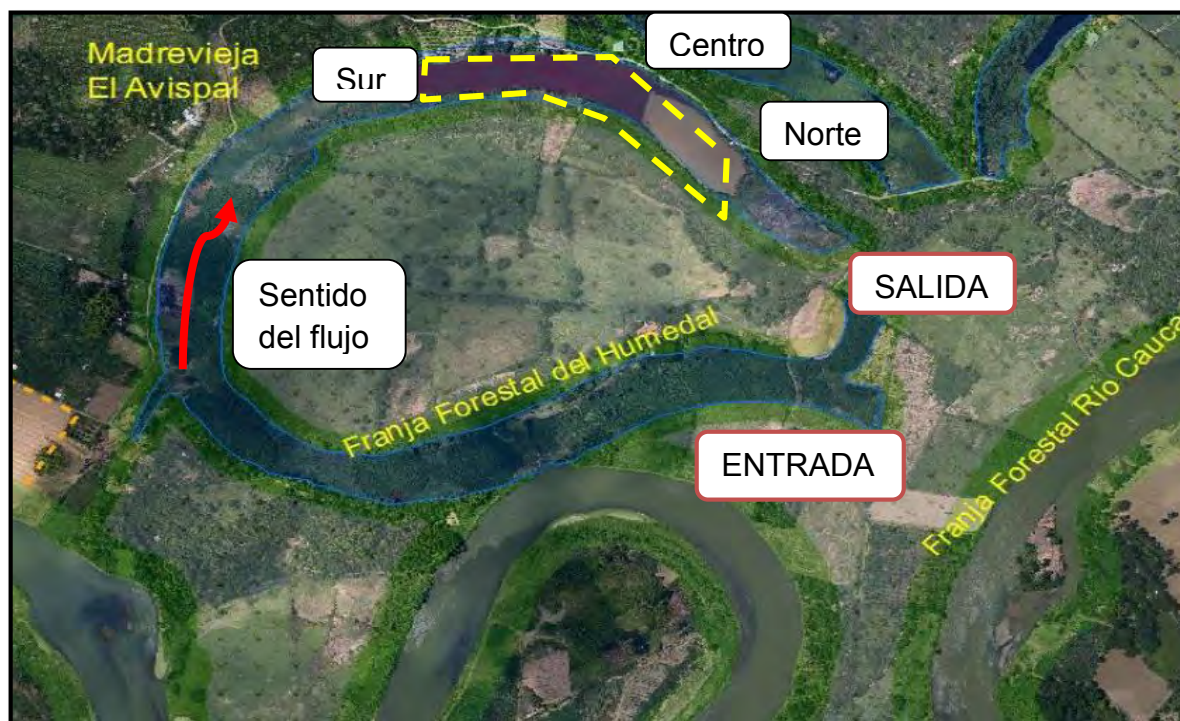 Madrevieja
El Avispal
Sur
Centro
Norte
SALIDA
Sentido
del flujo
Franja Forestal del Humedal
ENTRADA
Franja Forestal Río Cauca